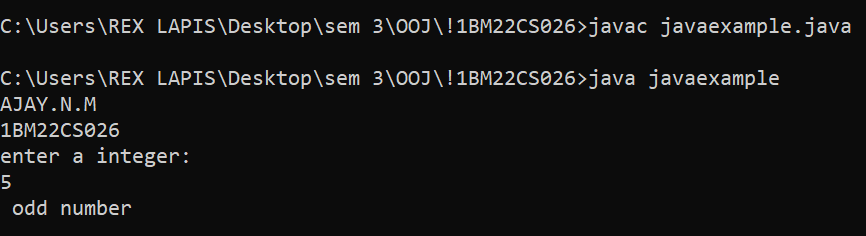 C:\Users\REX LAPIS\Desktop\sem 3\OOJ\!1BM22CS026>javac javaexample.java
C:\Users\REX LAPIS\Desktop\sem 3\OOJ\!1BM22CS026>java javaexample
AJAY.N.M
1BM22CS026
enter a integer:
5
 odd number